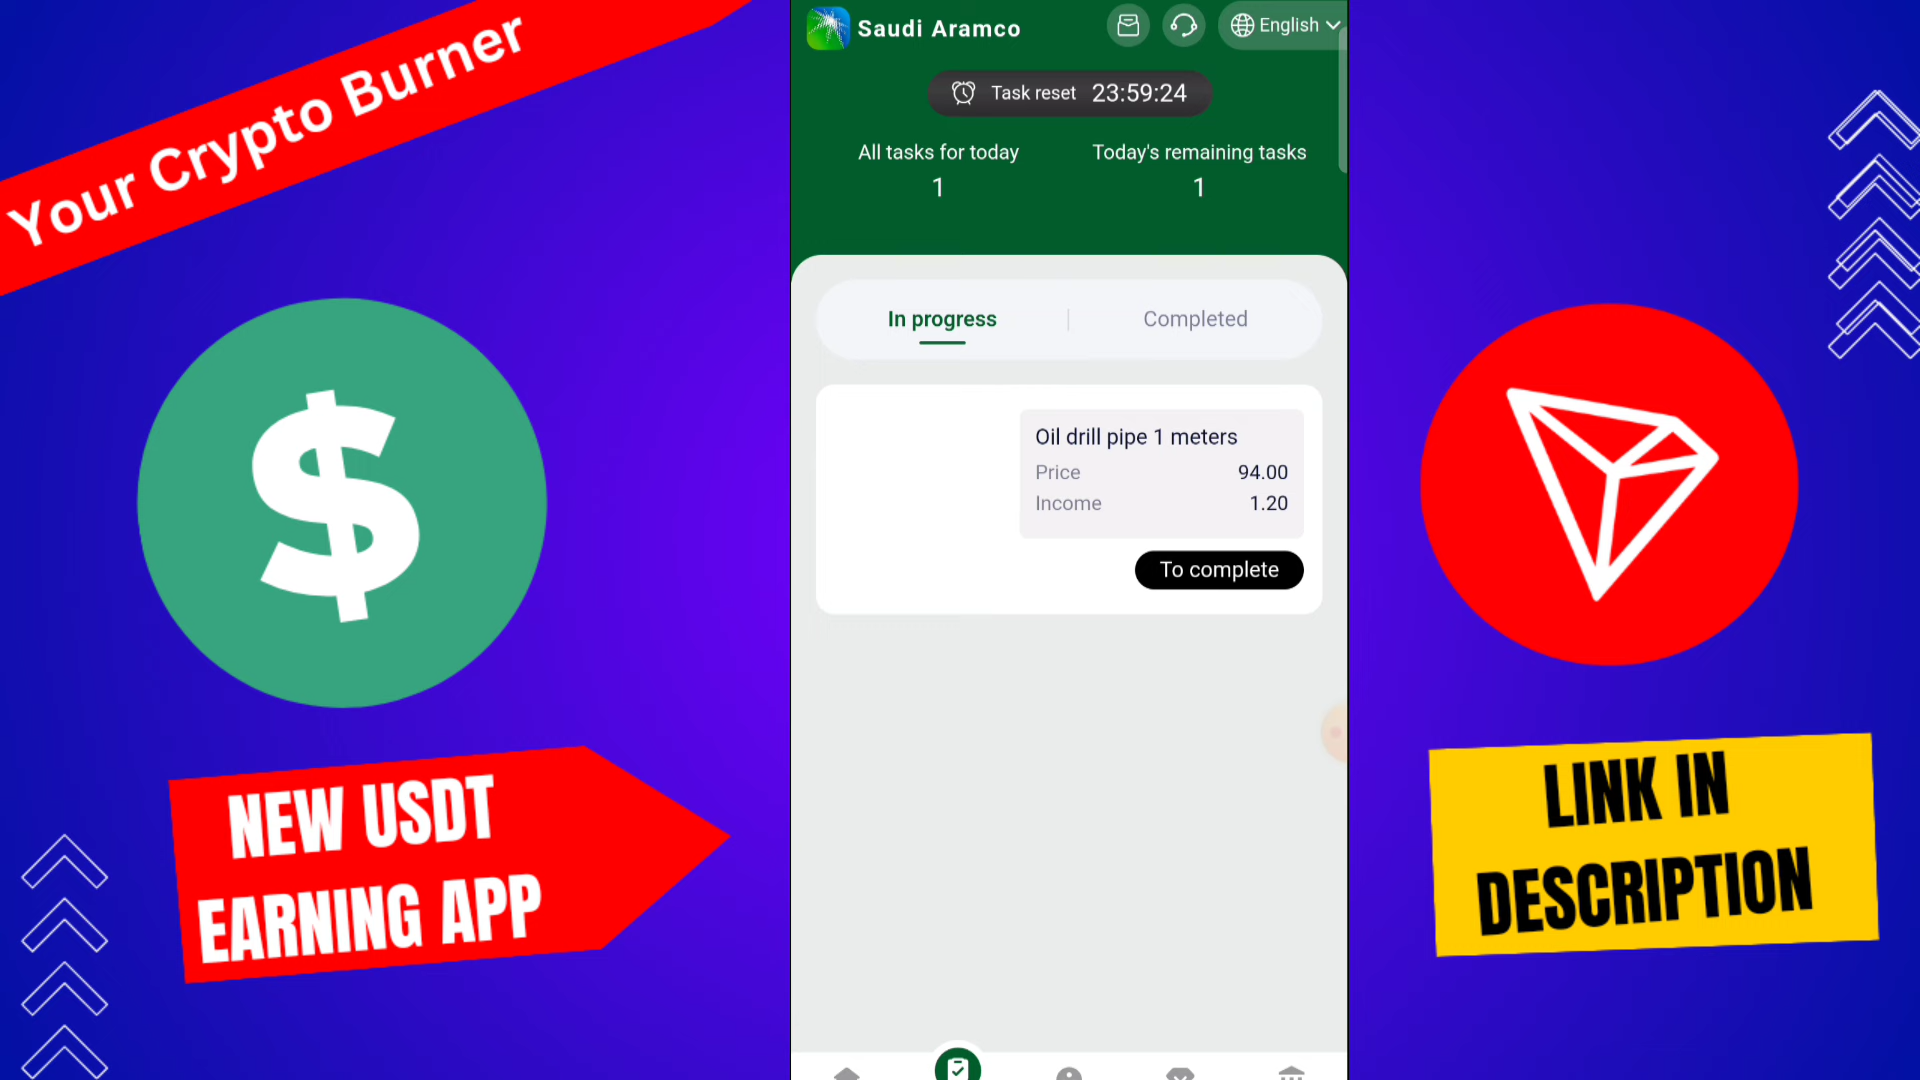 Your Crypto Burner
Saudi Aramco
English
Task reset 23:59:24
All tasks for today
1
Today's remaining tasks
1
In progress
Completed
Oil drill pipe 1 meters
Price 94.00
Income 1.20
To complete
$
NEW USDT
EARNING APP
LINK IN
DESCRIPTION